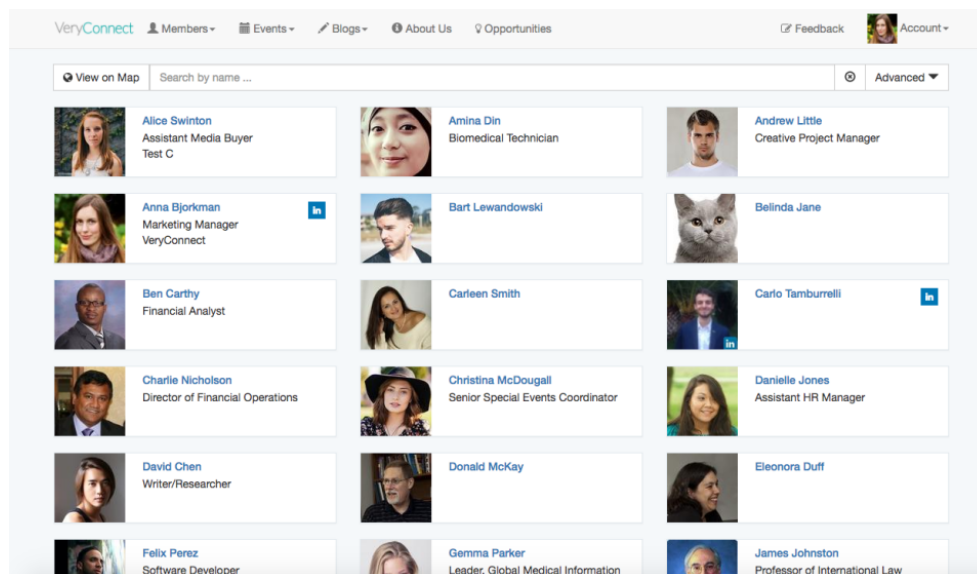 VeryConnect Members Events Blogs About Us Opportunities Feedback Account
View on Map Search by name ... Advanced
Alice Swinton
Assistant Media Buyer
Test C
Amina Din
Biomedical Technician
Andrew Little
Creative Project Manager
Anna Bjorkman
Marketing Manager
VeryConnect
in
Bart Lewandowski
Belinda Jane
Ben Carthy
Financial Analyst
Carleen Smith
Carlo Tamburrelli
in
in
Charlie Nicholson
Director of Financial Operations
Christina McDougall
Senior Special Events Coordinator
Danielle Jones
Assistant HR Manager
David Chen
Writer/Researcher
Donald McKay
Eleonora Duff
Felix Perez
Software Developer
Gemma Parker
Leader, Global Medical Information
James Johnston
Professor of International Law